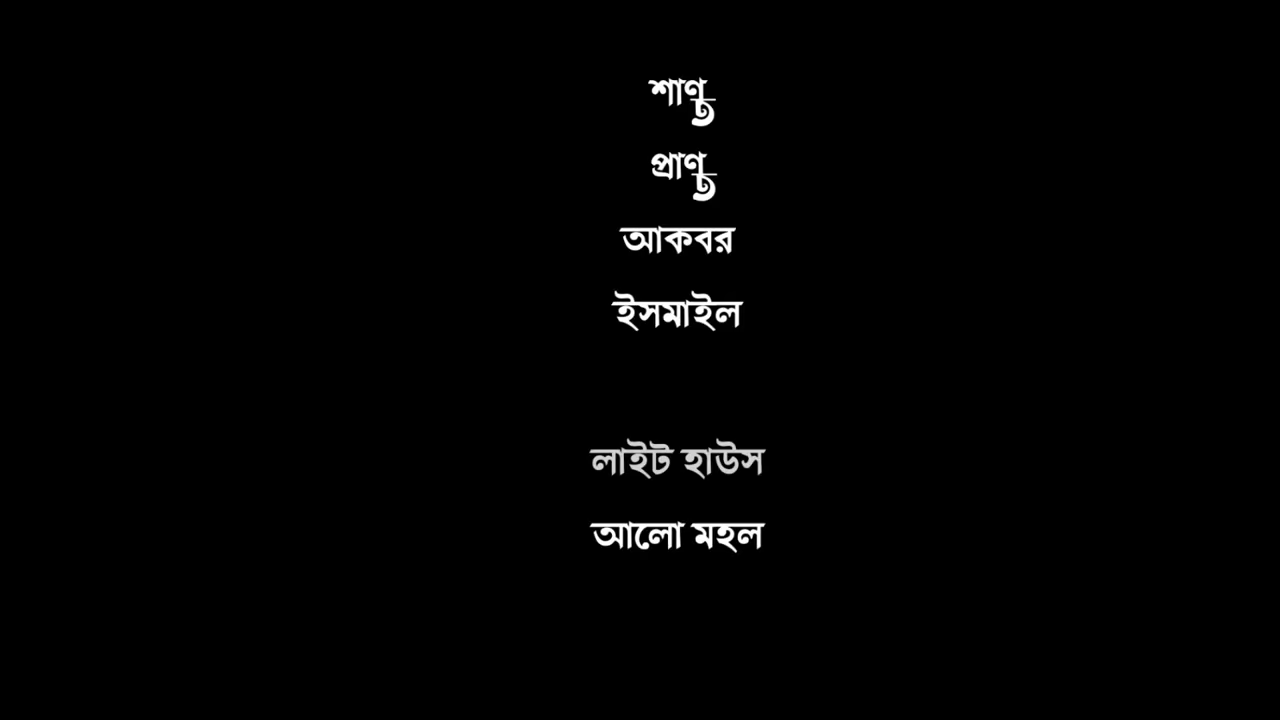 শাণ্ট
প্রাণ্ট
আকবর
ইসমাইল
লাইট হাউস
আলো মহল